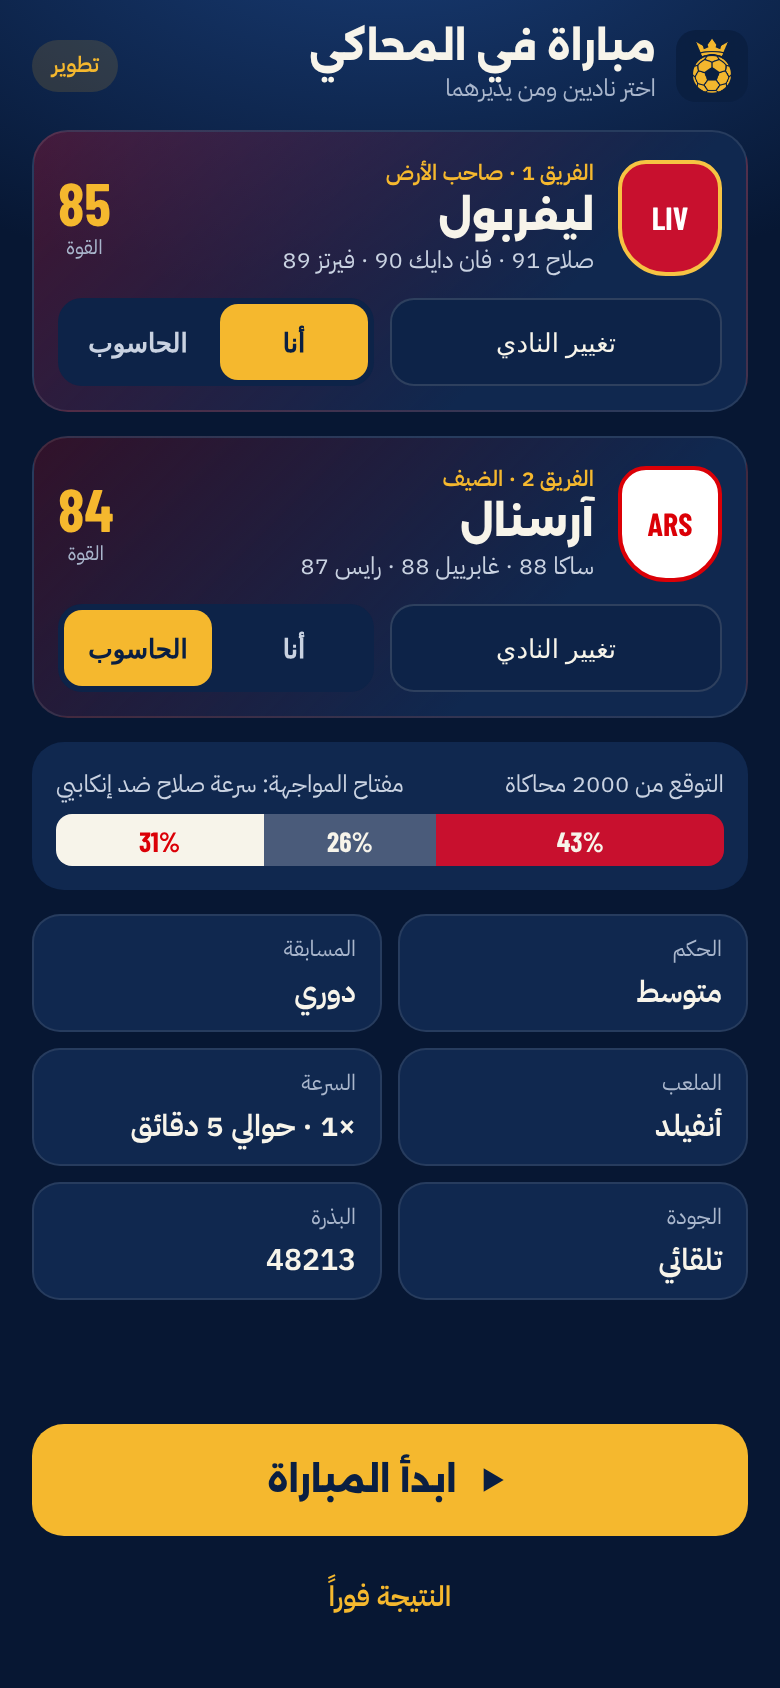 مباراة في المحاكي
اختر ناديين ومن يديرهما
تطوير
LIV
الفريق 1 · صاحب الأرض
ليفربول
صلاح 91 · فان دايك 90 · فيرتز 89
85
القوة
تغيير النادي
أنا
الحاسوب
ARS
الفريق 2 · الضيف
آرسنال
ساكا 88 · غابرييل 88 · رايس 87
84
القوة
تغيير النادي
أنا
الحاسوب
التوقع من 2000 محاكاة
مفتاح المواجهة: سرعة صلاح ضد إنكابيي
43%
26%
31%
الحكم
متوسط
المسابقة
دوري
الملعب
أنفيلد
السرعة
×1 · حوالي 5 دقائق
الجودة
تلقائي
البذرة
48213
ابدأ المباراة
النتيجة فوراً